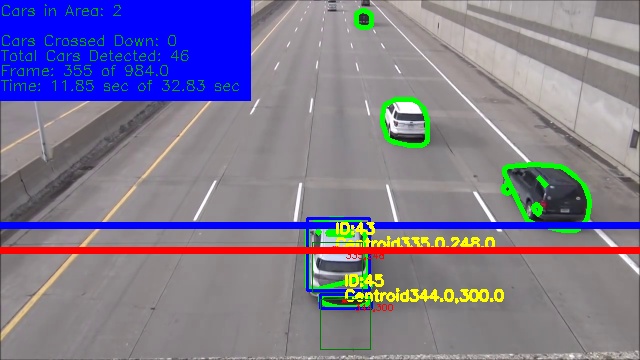 Cars in Area: 2
Cars Crossed Down: 0
Total Cars Detected: 46
Frame: 355 of 984.0
Time: 11.85 sec of 32.83 sec
ID:43
Centroid335.0,248.0
ID:45
Centroid344.0,300.0